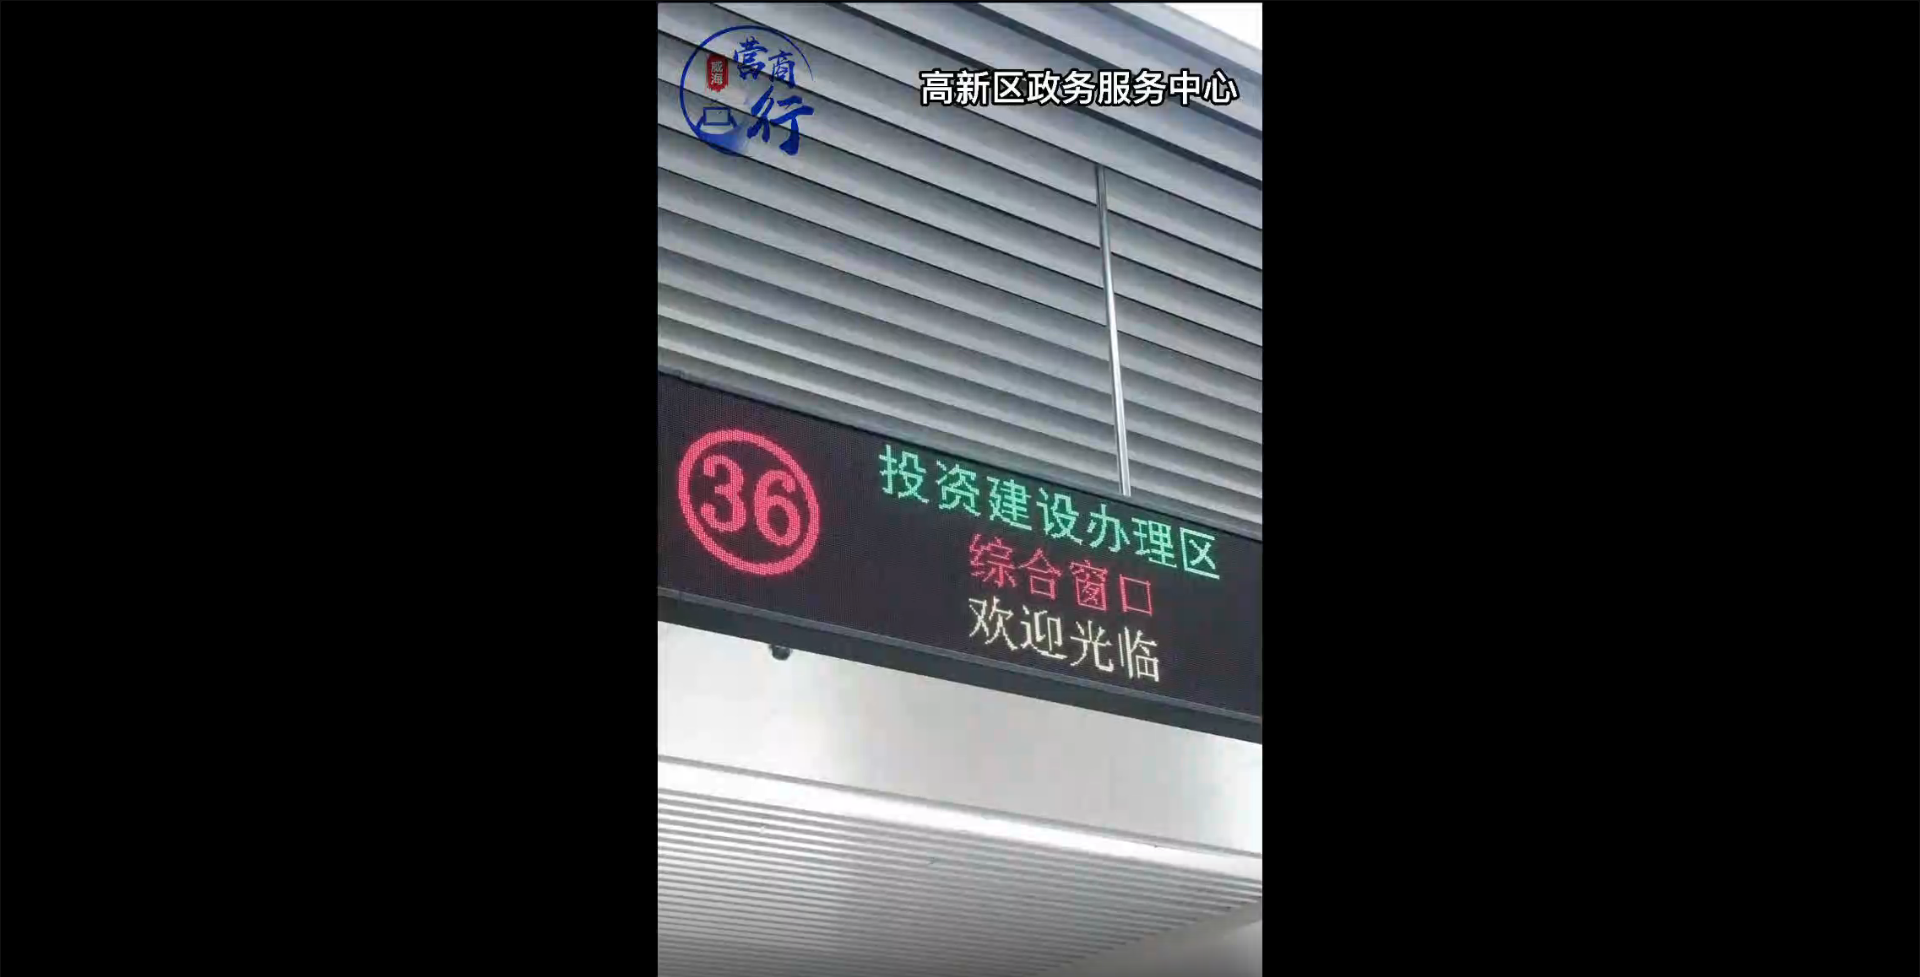 威海
营商
行
高新区政务服务中心
36
投资建设办理区
综合窗口
欢迎光临